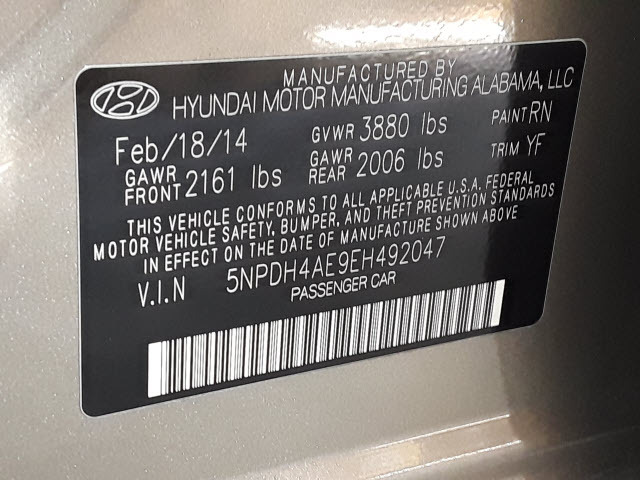 MANUFACTURED BY
HYUNDAI MOTOR MANUFACTURING ALABAMA, LLC
Feb/18/14 GVWR 3880 lbs PAINT RN
GAWR FRONT 2161 lbs GAWR REAR 2006 lbs TRIM YF
THIS VEHICLE CONFORMS TO ALL APPLICABLE U.S.A. FEDERAL
MOTOR VEHICLE SAFETY, BUMPER, AND THEFT PREVENTION STANDARDS
IN EFFECT ON THE DATE OF MANUFACTURE SHOWN ABOVE
V.I.N 5NPDH4AE9EH492047
PASSENGER CAR